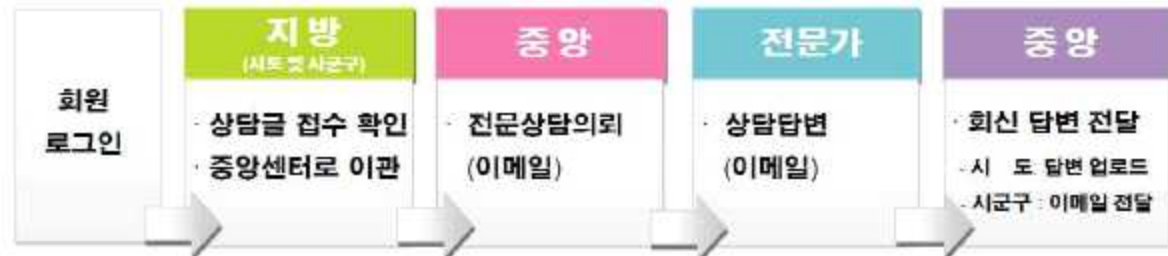 회원
로그인
지방
(시도 및 시군구)
· 상담글 접수 확인
· 중앙센터로 이관
중앙
· 전문상담의뢰
(이메일)
전문가
· 상담답변
(이메일)
중앙
· 회신 답변 전달
- 시 도 답변 업로드
- 시군구 : 이메일 전달